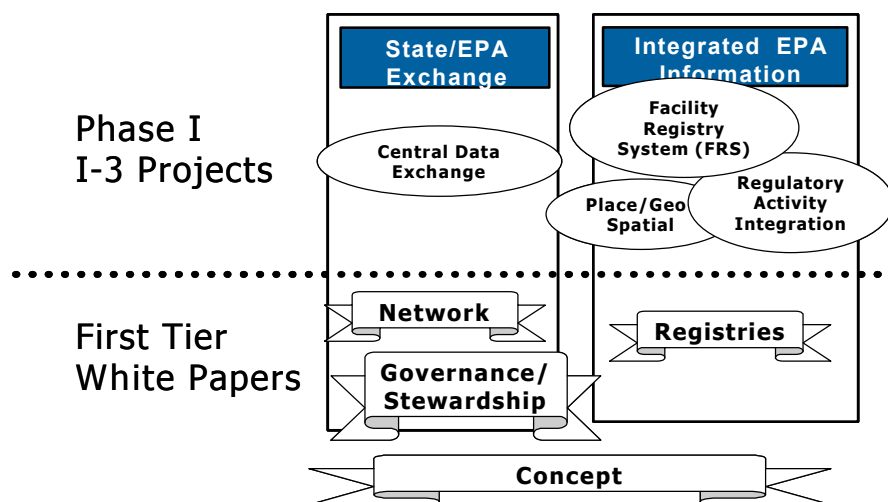 State/EPA
Exchange
Integrated EPA
Information
Phase I
I-3 Projects
Central Data
Exchange
Facility
Registry
System (FRS)
Place/Geo
Spatial
Regulatory
Activity
Integration
First Tier
White Papers
Network
Governance/
Stewardship
Registries
Concept